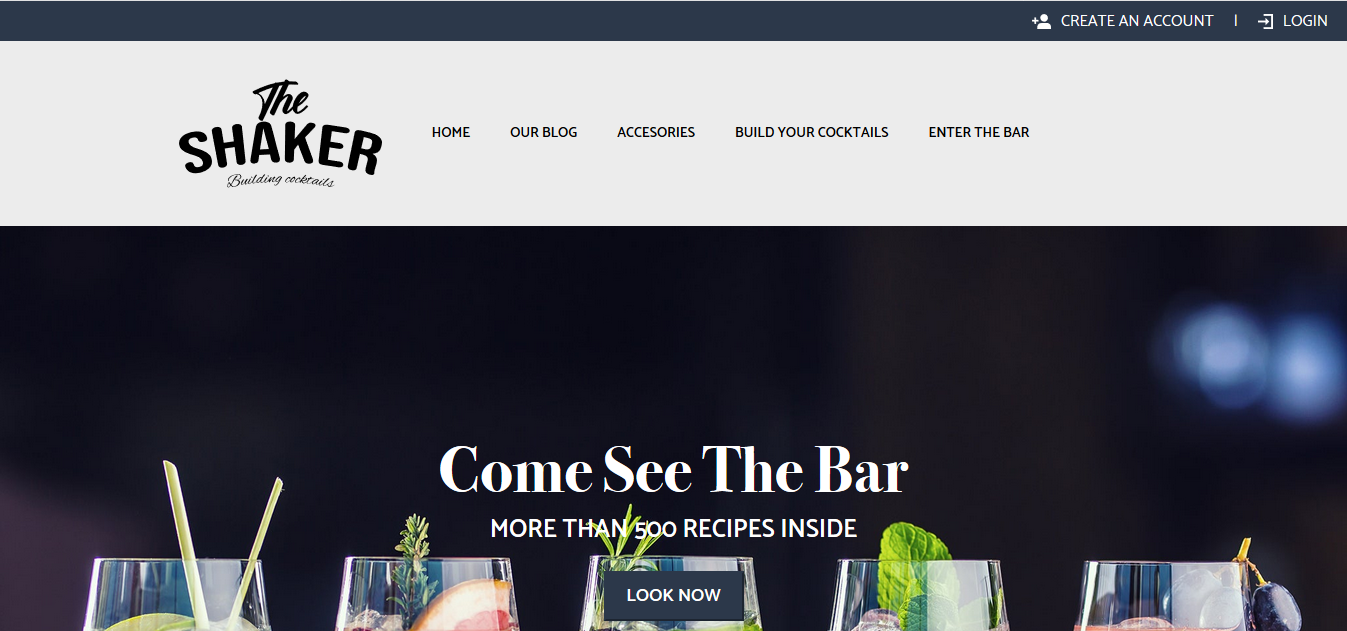 CREATE AN ACCOUNT | LOGIN
The
SHAKER
Building cocktails
HOME OUR BLOG ACCESORIES BUILD YOUR COCKTAILS ENTER THE BAR
Come See The Bar
MORE THAN 500 RECIPES INSIDE
LOOK NOW